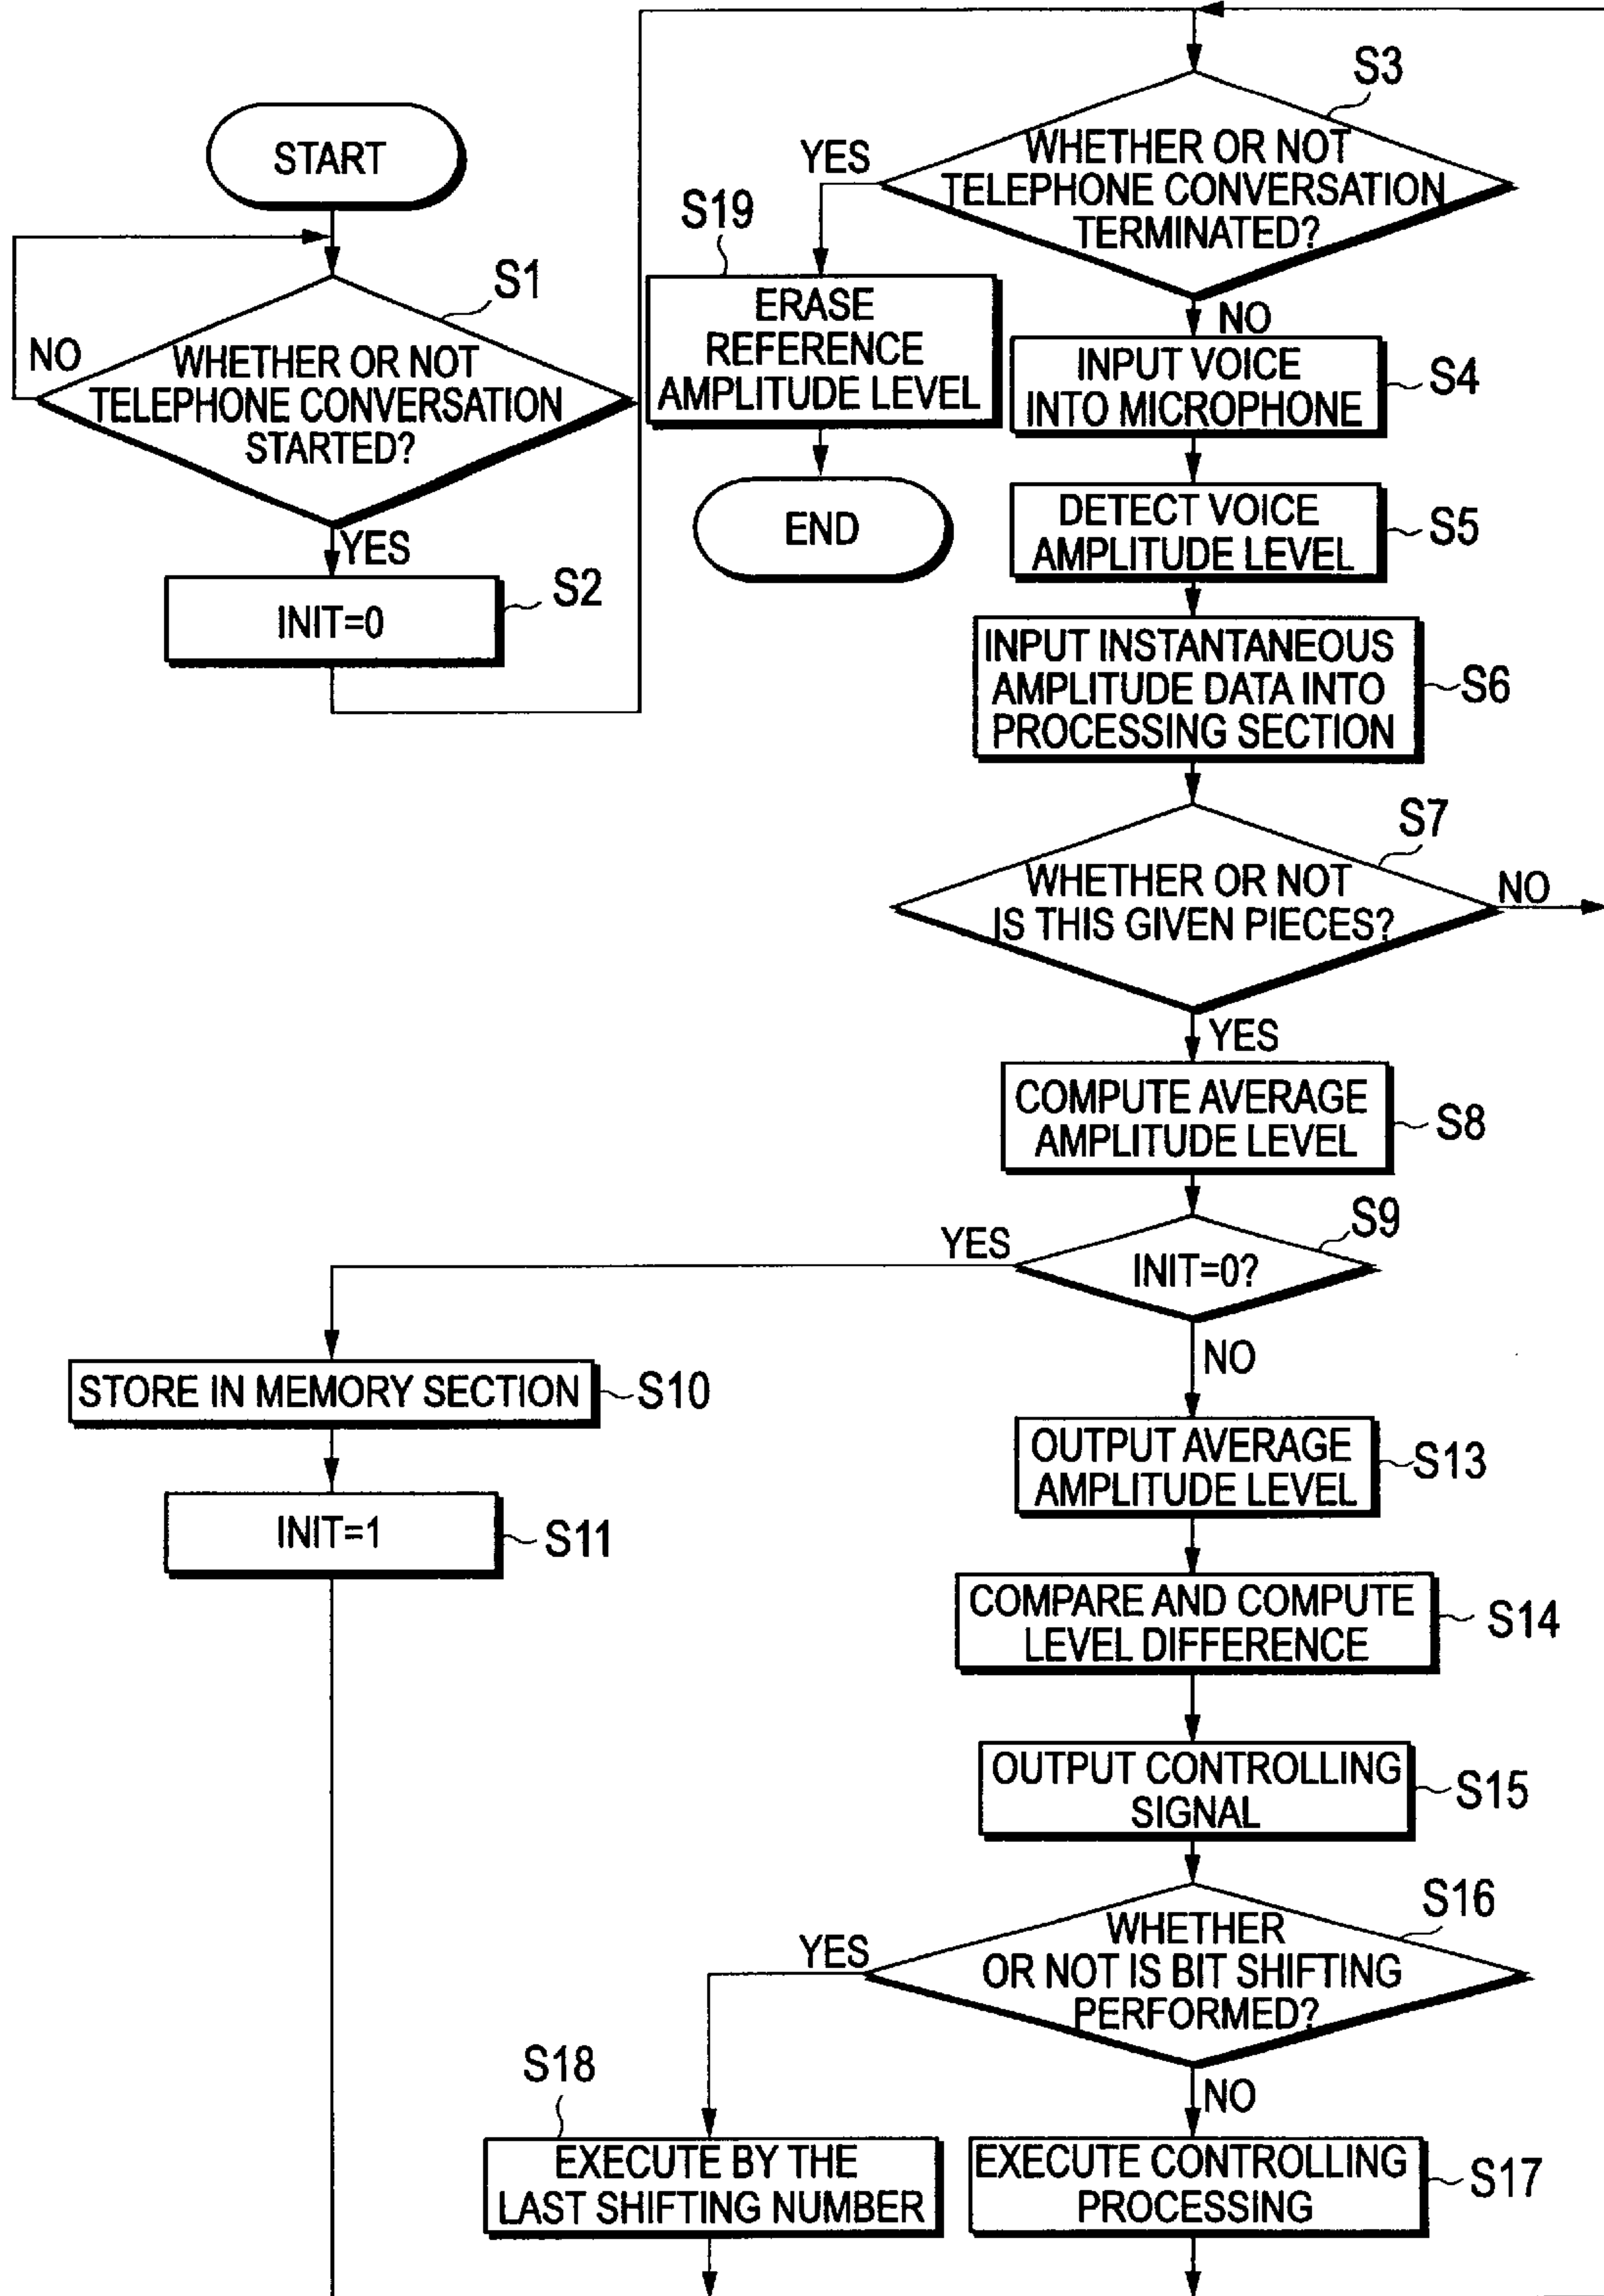 START
S1
NO
WHETHER OR NOT
TELEPHONE CONVERSATION
STARTED?
YES
INIT=0
S2
S3
WHETHER OR NOT
TELEPHONE CONVERSATION
TERMINATED?
YES
S19
ERASE
REFERENCE
AMPLITUDE LEVEL
END
NO
INPUT VOICE
INTO MICROPHONE
S4
DETECT VOICE
AMPLITUDE LEVEL
S5
INPUT INSTANTANEOUS
AMPLITUDE DATA INTO
PROCESSING SECTION
S6
S7
WHETHER OR NOT
IS THIS GIVEN PIECES?
NO
YES
COMPUTE AVERAGE
AMPLITUDE LEVEL
S8
S9
INIT=0?
YES
STORE IN MEMORY SECTION
S10
INIT=1
S11
NO
OUTPUT AVERAGE
AMPLITUDE LEVEL
S13
COMPARE AND COMPUTE
LEVEL DIFFERENCE
S14
OUTPUT CONTROLLING
SIGNAL
S15
S16
WHETHER
OR NOT IS BIT SHIFTING
PERFORMED?
YES
S18
EXECUTE BY THE
LAST SHIFTING NUMBER
NO
EXECUTE CONTROLLING
PROCESSING
S17